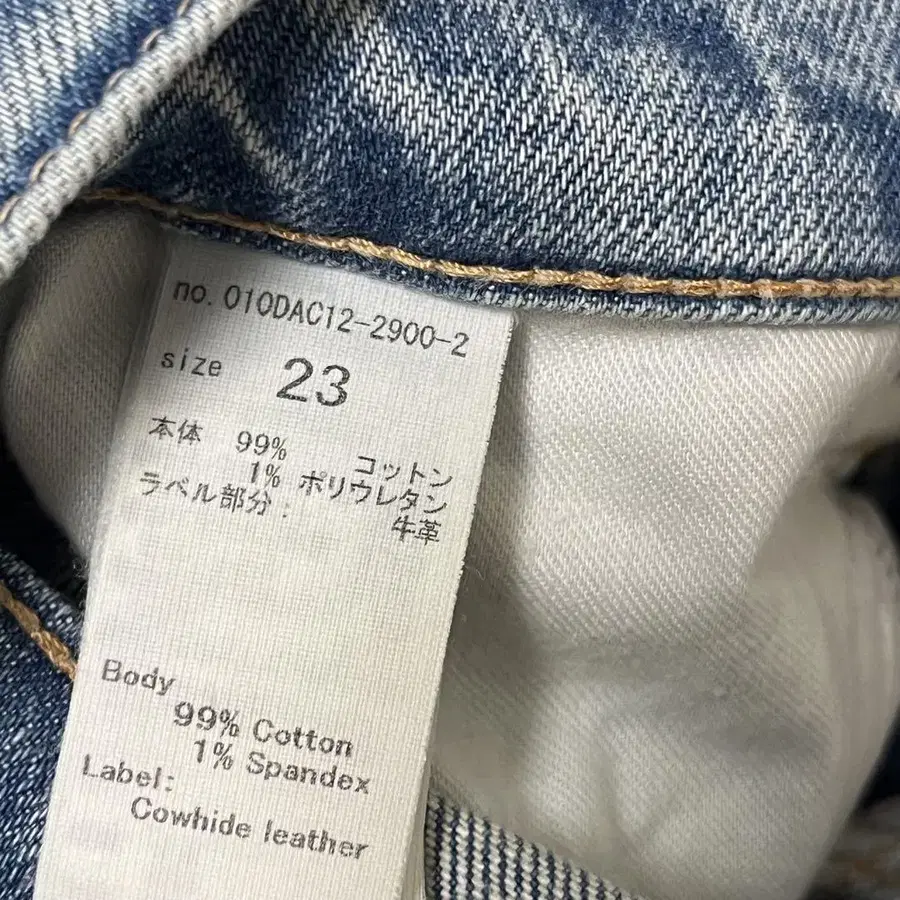 no. 010DAC12-2900-2
size 23
本体 99% コットン
1% ポリウレタン
ラベル部分: 牛革
Body
99% Cotton
1% Spandex
Label:
Cowhide leather